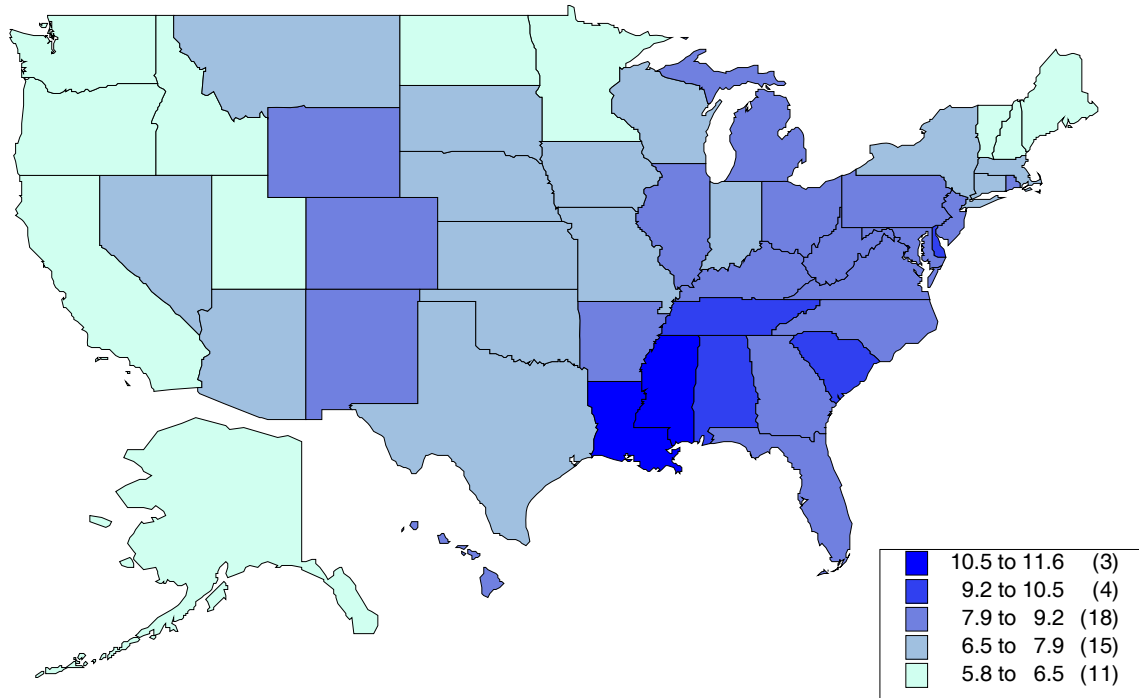 10.5 to 11.6 (3)
9.2 to 10.5 (4)
7.9 to 9.2 (18)
6.5 to 7.9 (15)
5.8 to 6.5 (11)